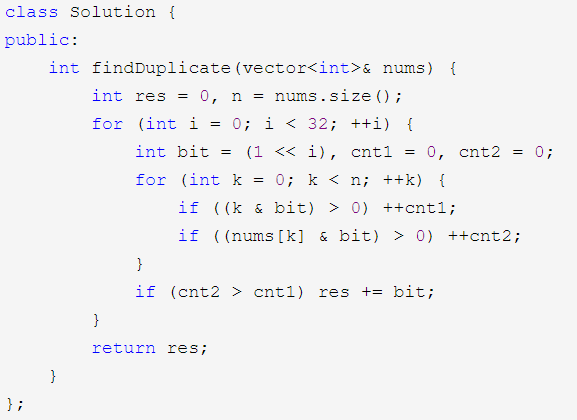 class Solution {
public:
    int findDuplicate(vector<int>& nums) {
        int res = 0, n = nums.size();
        for (int i = 0; i < 32; ++i) {
            int bit = (1 << i), cnt1 = 0, cnt2 = 0;
            for (int k = 0; k < n; ++k) {
                if ((k & bit) > 0) ++cnt1;
                if ((nums[k] & bit) > 0) ++cnt2;
            }
            if (cnt2 > cnt1) res += bit;
        }
        return res;
    }
};